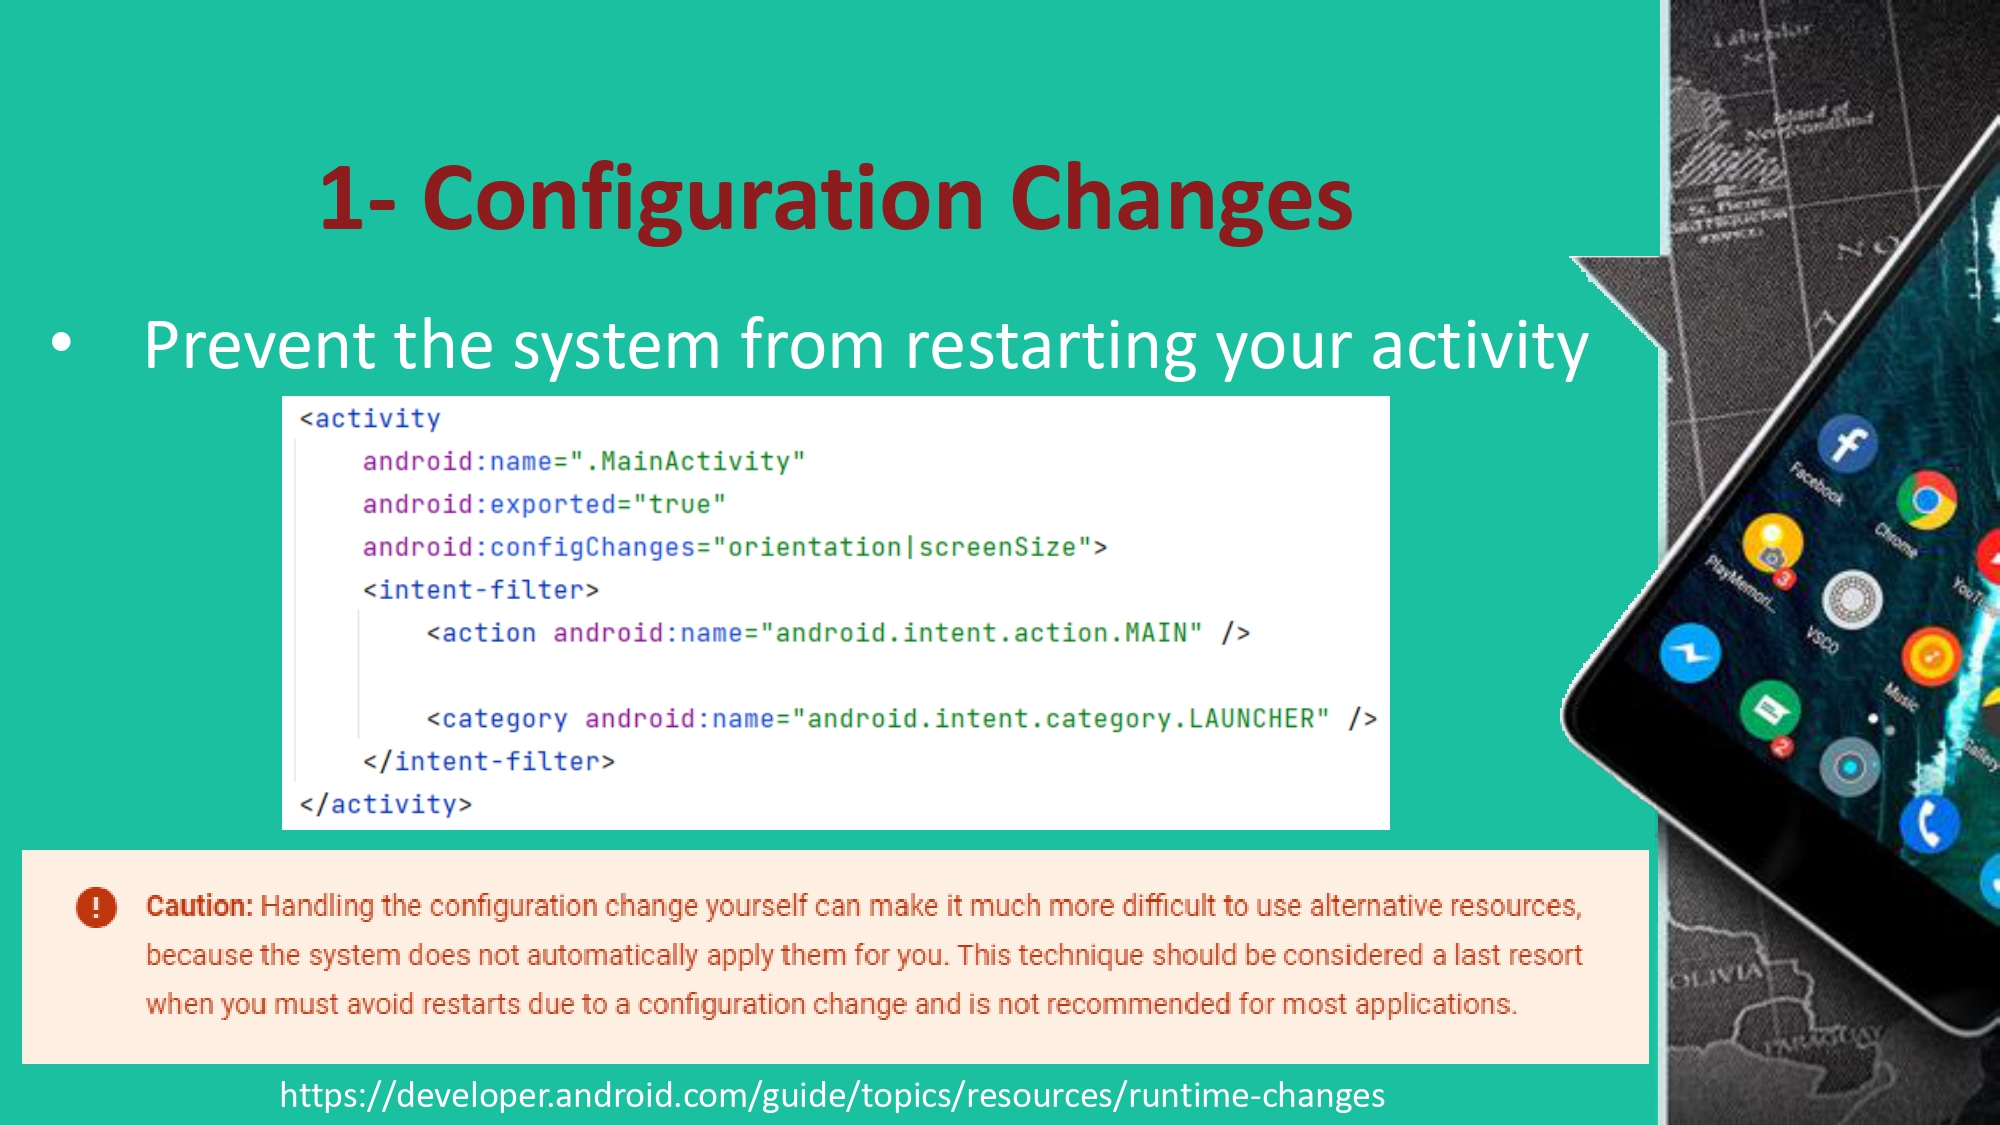 1- Configuration Changes
• Prevent the system from restarting your activity
<activity
android:name=".MainActivity"
android:exported="true"
android:configChanges="orientation|screenSize">
<intent-filter>
<action android:name="android.intent.action.MAIN" />
<category android:name="android.intent.category.LAUNCHER" />
</intent-filter>
</activity>
Caution: Handling the configuration change yourself can make it much more difficult to use alternative resources,
because the system does not automatically apply them for you. This technique should be considered a last resort
when you must avoid restarts due to a configuration change and is not recommended for most applications.
https://developer.android.com/guide/topics/resources/runtime-changes
Labrador
Island of
Newfoundland
St. Pierre
Facebook
Chrome
PlayMemori...
3
VSCO
Music
2
Gallery
BOLIVIA
PARAGUAY